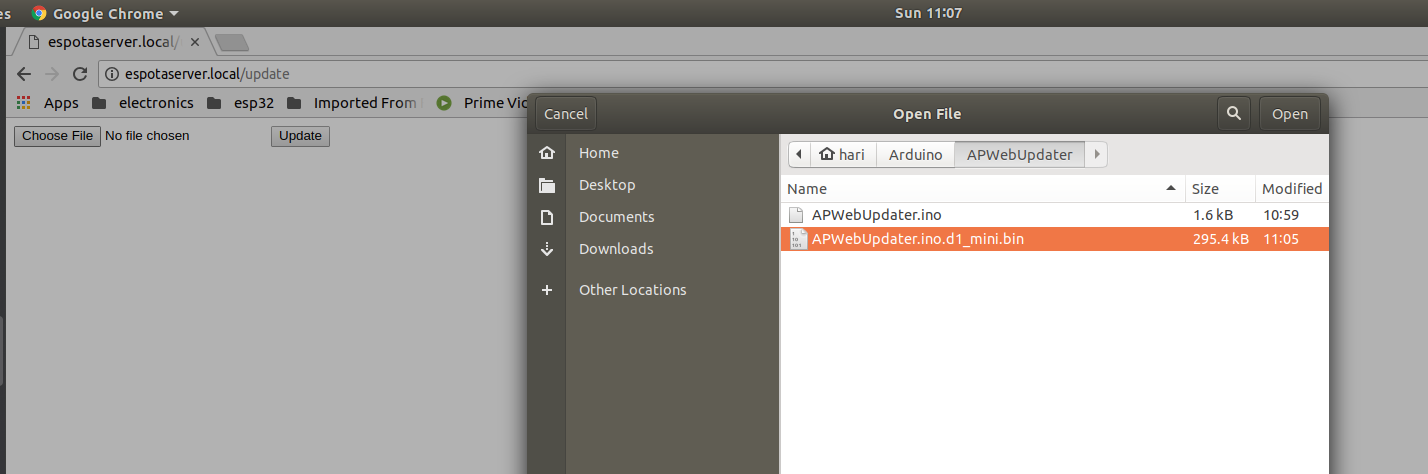 es Google Chrome Sun 11:07
espotaserver.local/
espotaserver.local/update
Apps electronics esp32 Imported From Prime Vid
Cancel Open File Open
Choose File No file chosen Update
Home
Desktop
Documents
Downloads
Other Locations
hari Arduino APWebUpdater
Name Size Modified
APWebUpdater.ino 1.6 kB 10:59
APWebUpdater.ino.d1_mini.bin 295.4 kB 11:05